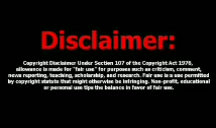 Disclaimer:
Copyright Disclaimer Under Section 107 of the Copyright Act 1976,
allowance is made for "fair use" for purposes such as criticism, comment,
news reporting, teaching, scholarship, and research. Fair use is a use permitted
by copyright statute that might otherwise be infringing. Non-profit, educational
or personal use tips the balance in favor of fair use.